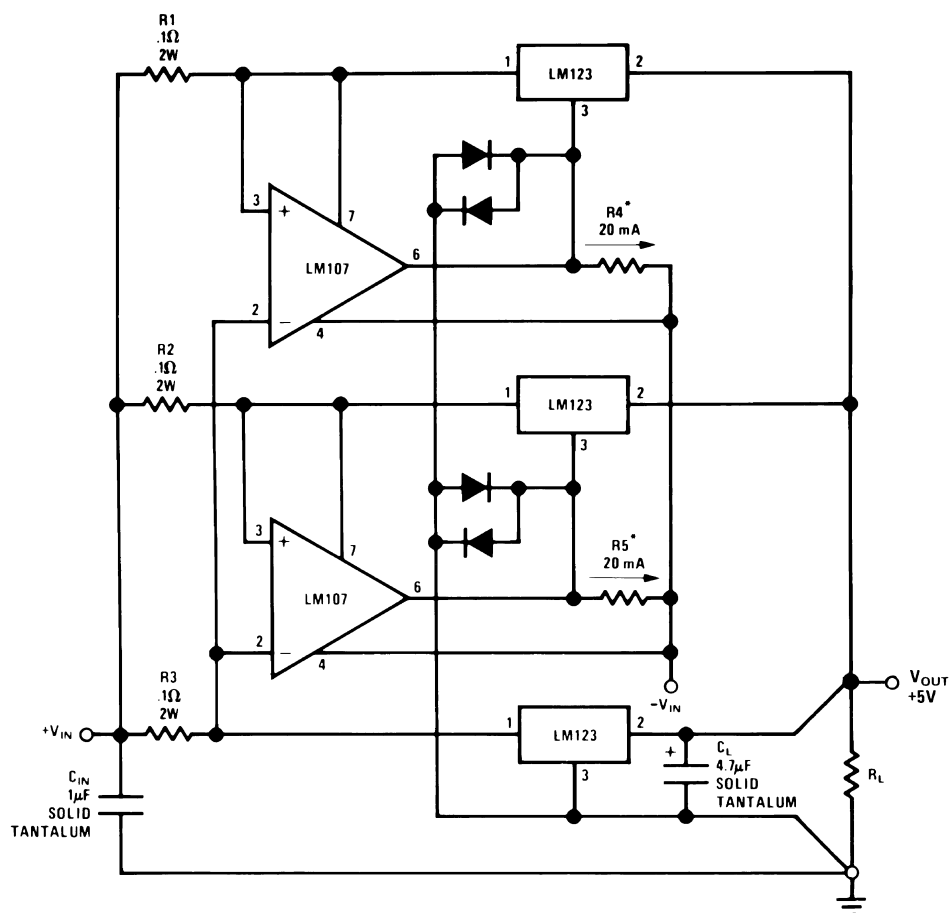 R1
.1Ω
2W
1
LM123
2
3
3
+
7
LM107
6
R4*
20 mA
2
−
4
R2
.1Ω
2W
1
LM123
2
3
3
+
7
LM107
6
R5*
20 mA
2
−
4
R3
.1Ω
2W
−VIN
VOUT
+5V
+VIN
1
LM123
2
3
+
CL
4.7μF
SOLID
TANTALUM
RL
CIN
1μF
SOLID
TANTALUM